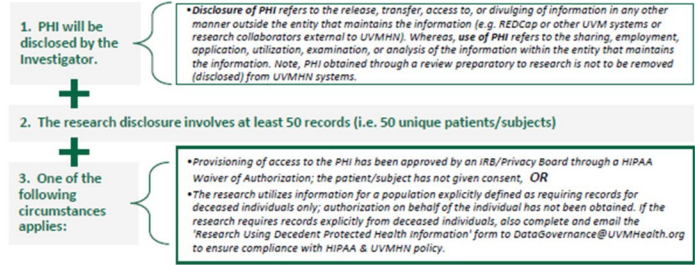 1. PHI will be
disclosed by the
Investigator.
•Disclosure of PHI refers to the release, transfer, access to, or divulging of information in any other
manner outside the entity that maintains the information (e.g. REDCap or other UVM systems or
research collaborators external to UVMHN). Whereas, use of PHI refers to the sharing, employment,
application, utilization, examination, or analysis of the information within the entity that maintains
the information. Note, PHI obtained through a review preparatory to research is not to be removed
(disclosed) from UVMHN systems.
+
2. The research disclosure involves at least 50 records (i.e. 50 unique patients/subjects)
+
3. One of the
following
circumstances
applies:
•Provisioning of access to the PHI has been approved by an IRB/Privacy Board through a HIPAA
Waiver of Authorization; the patient/subject has not given consent, OR
•The research utilizes information for a population explicitly defined as requiring records for
deceased individuals only; authorization on behalf of the individual has not been obtained. If the
research requires records explicitly from deceased individuals, also complete and email the
'Research Using Decedent Protected Health Information' form to DataGovernance@UVMHealth.org
to ensure compliance with HIPAA & UVMHN policy.